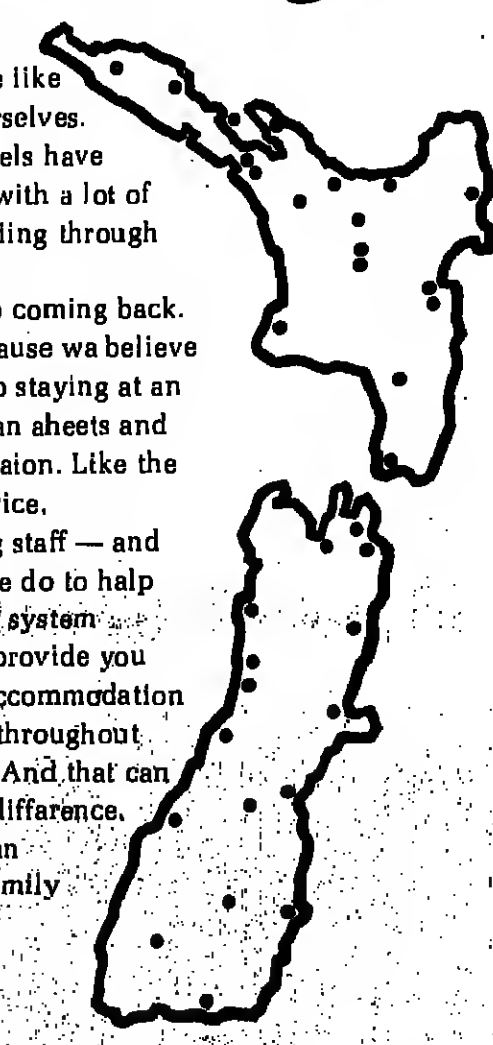 e like
rselves.
els have
with a lot of
ding through
o coming back.
ause wa believe
o staying at an
an aheets and
aion. Like the
rice.
g staff — and
e do to halp
f system
provide you
ccommodation
throughout
And that can
differance.
an
mily